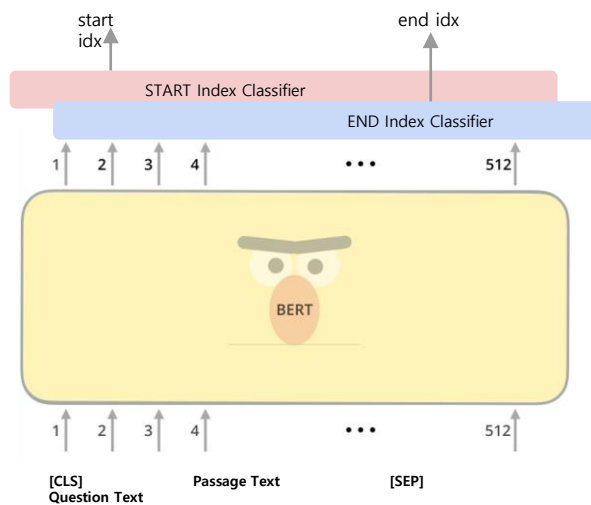 start
idx
end idx
START Index Classifier
END Index Classifier
1 2 3 4 ••• 512
BERT
1 2 3 4 ••• 512
[CLS]
Question Text
Passage Text
[SEP]